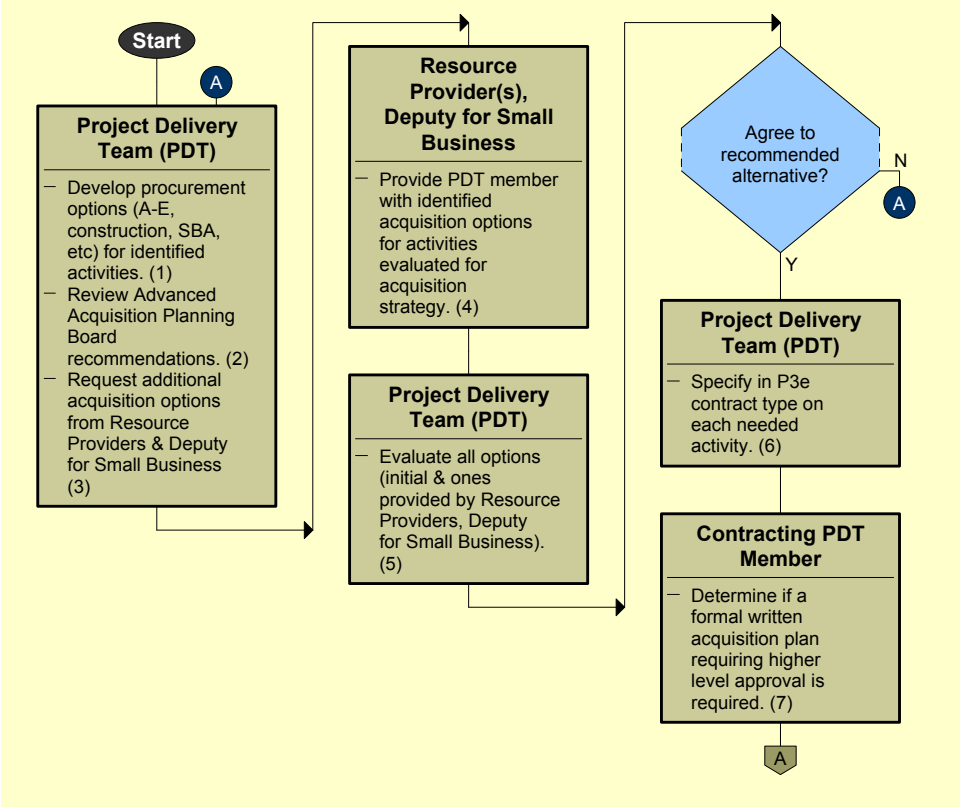 Start
A
Project Delivery
Team (PDT)
— Develop procurement
options (A-E,
construction, SBA,
etc) for identified
activities. (1)
— Review Advanced
Acquisition Planning
Board
recommendations. (2)
— Request additional
acquisition options
from Resource
Providers & Deputy
for Small Business
(3)
Resource
Provider(s),
Deputy for Small
Business
— Provide PDT member
with identified
acquisition options
for activities
evaluated for
acquisition
strategy. (4)
Project Delivery
Team (PDT)
— Evaluate all options
(initial & ones
provided by Resource
Providers, Deputy
for Small Business).
(5)
Agree to
recommended
alternative?
N
A
Y
Project Delivery
Team (PDT)
— Specify in P3e
contract type on
each needed
activity. (6)
Contracting PDT
Member
— Determine if a
formal written
acquisition plan
requiring higher
level approval is
required. (7)
A